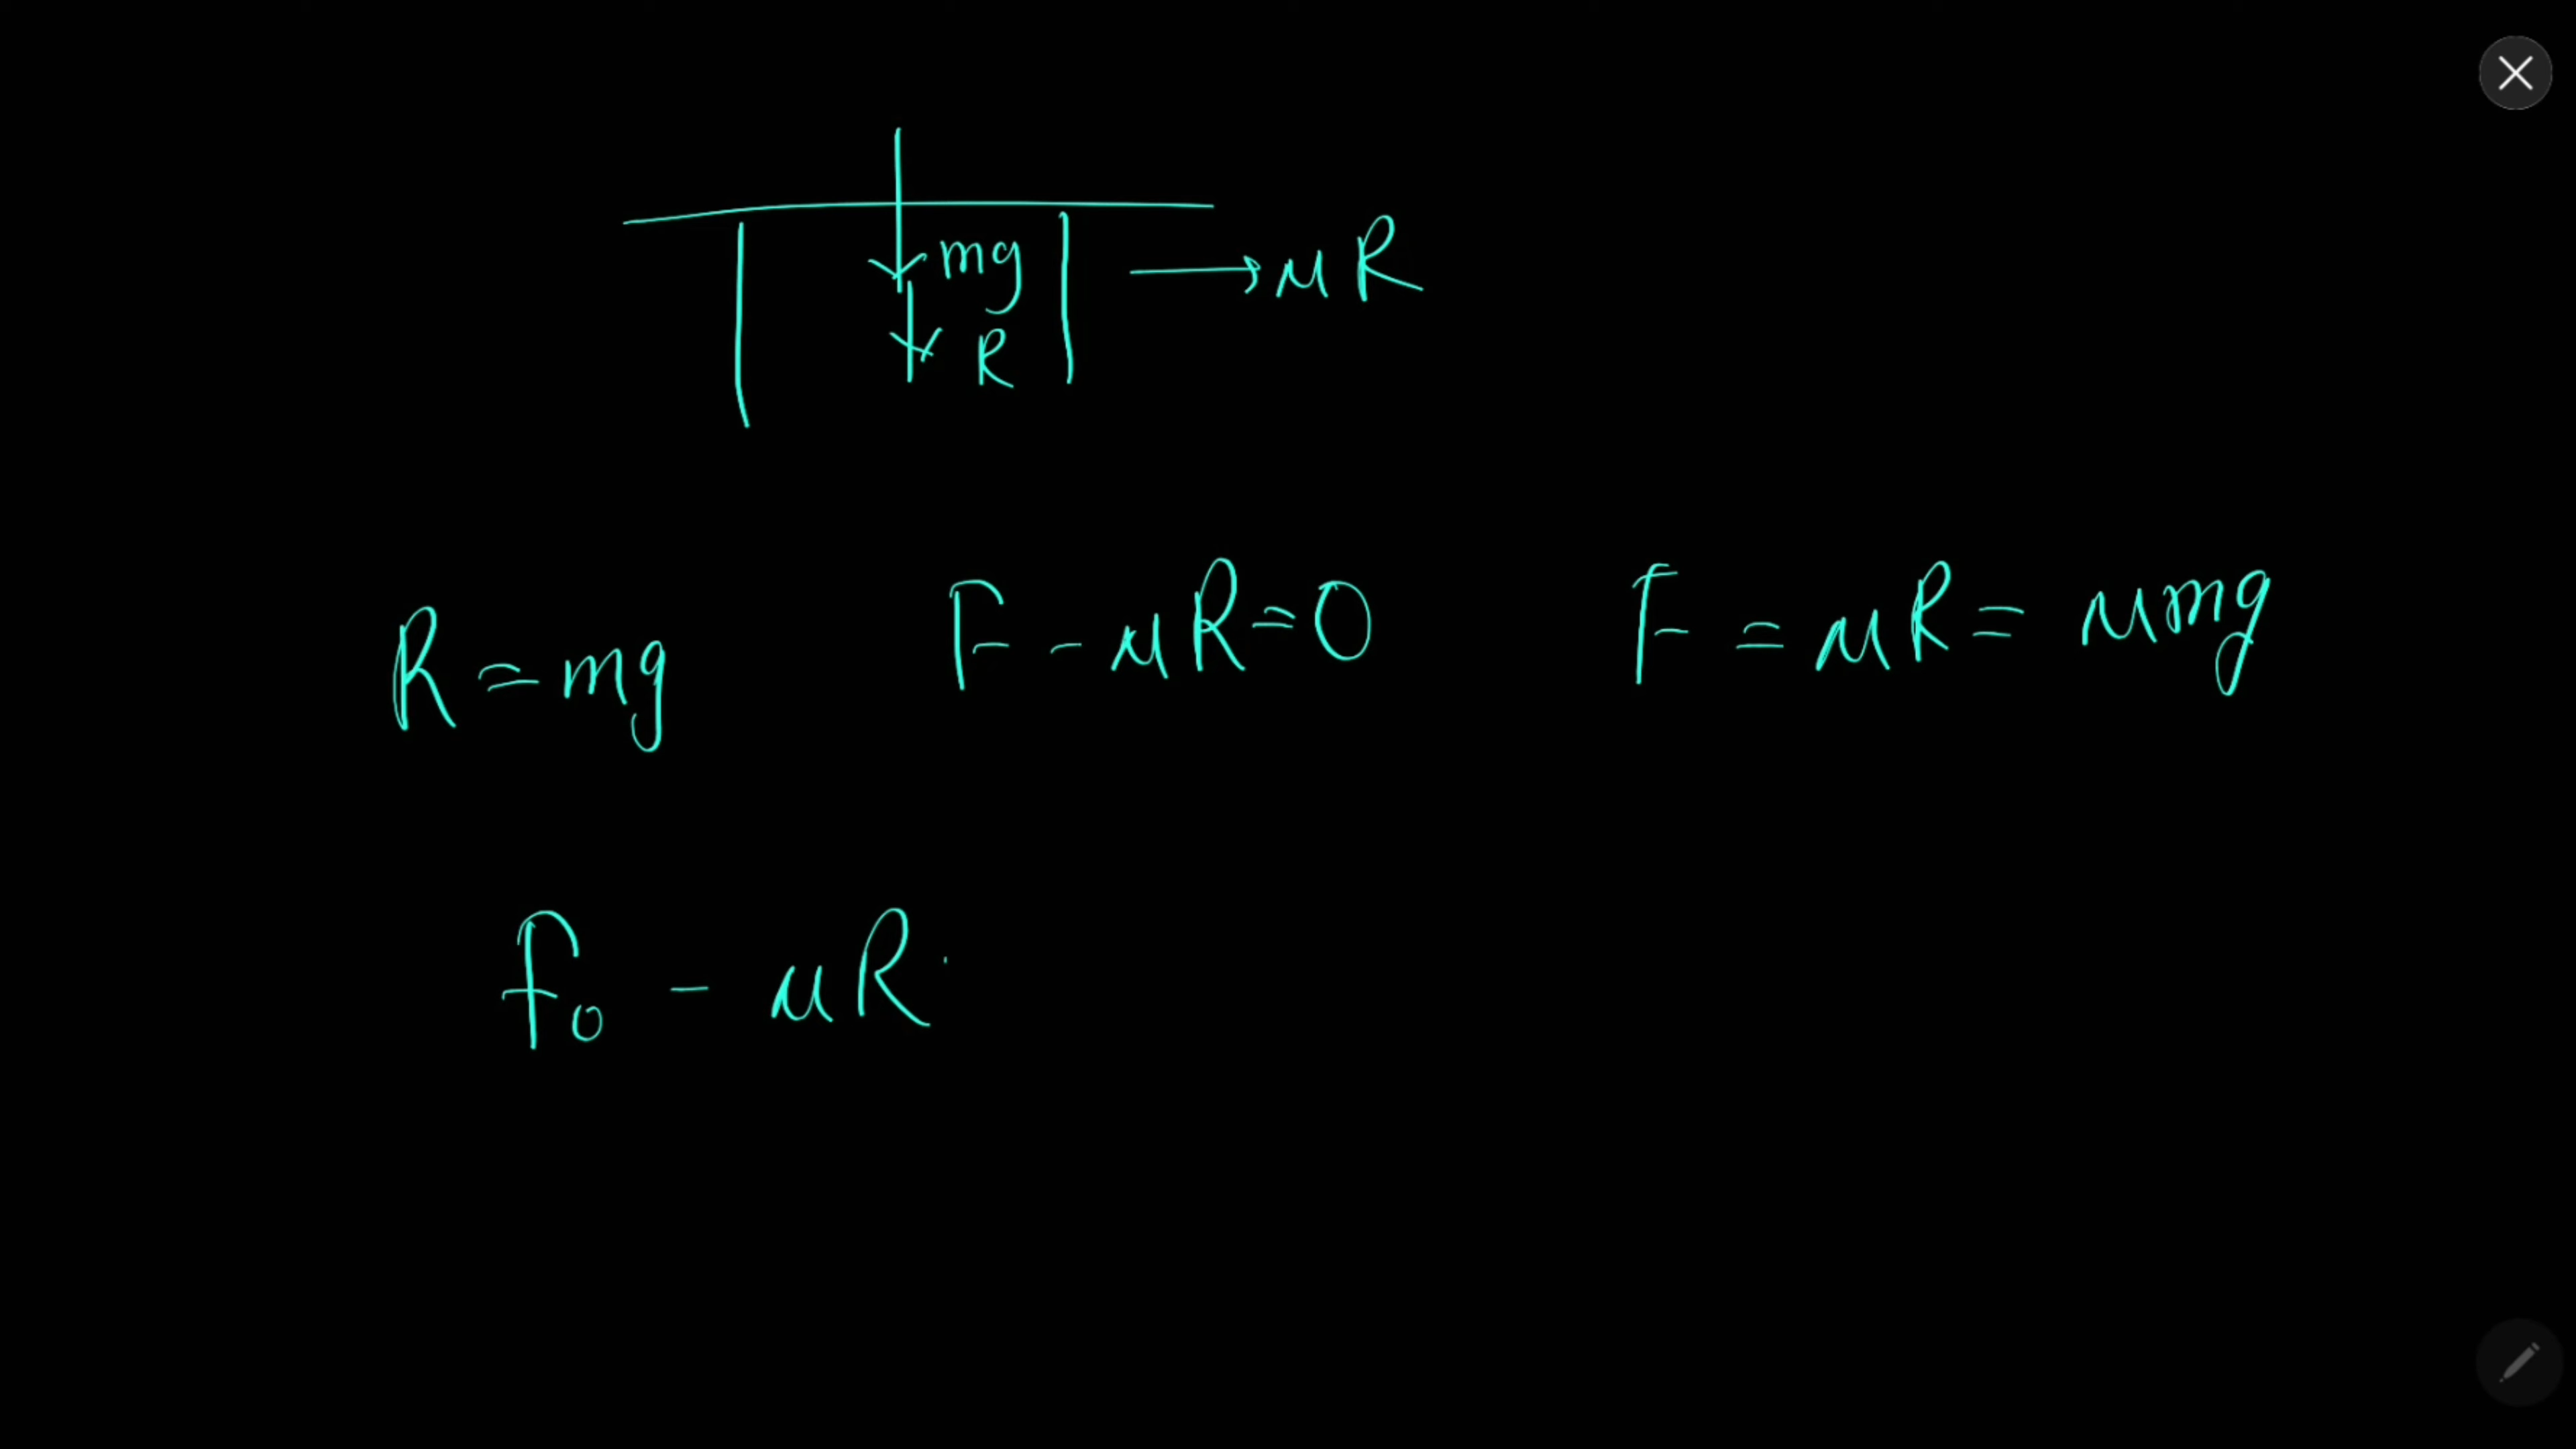 mg
R
→ μR
R = mg F - μR = 0 F = μR = μmg
f₀ - μR